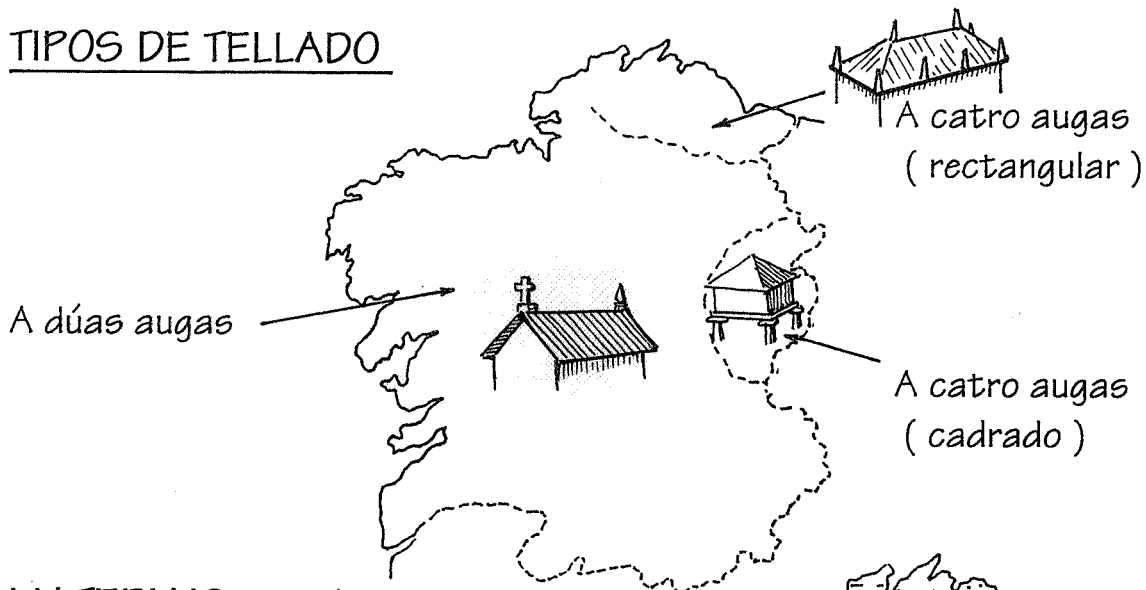 TIPOS DE TELLADO
A catro augas
( rectangular )
A dúas augas
A catro augas
( cadrado )